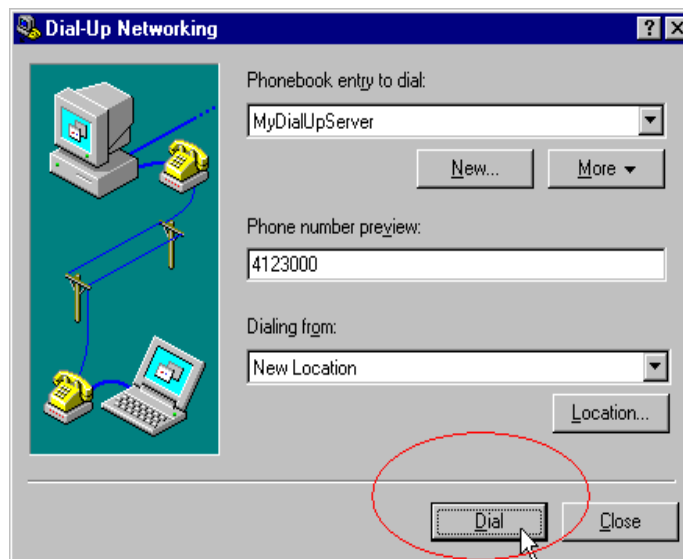 Dial-Up Networking
Phonebook entry to dial:
MyDialUpServer
New... More
Phone number preview:
4123000
Dialing from:
New Location
Location...
Dial Close